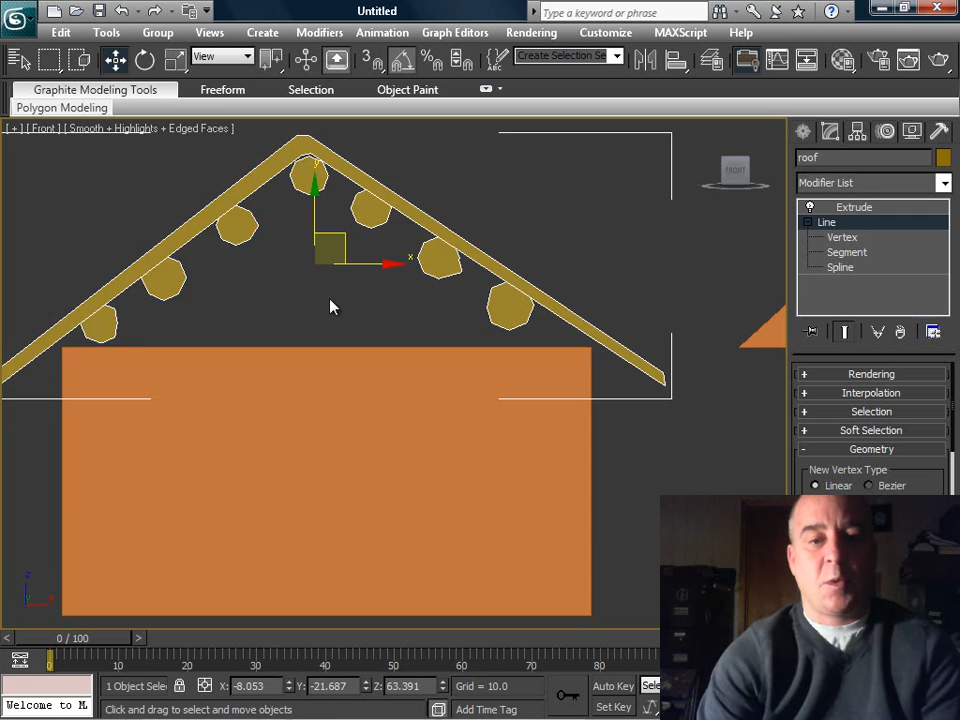 Untitled
Type a keyword or phrase
Edit Tools Group Views Create Modifiers Animation Graph Editors Rendering Customize MAXScript Help
View
Create Selection Se
Graphite Modeling Tools Freeform Selection Object Paint
Polygon Modeling
[ + ] [ Front ] [ Smooth + Highlights + Edged Faces ]
FRONT
roof
Modifier List
Extrude
Line
Vertex
Segment
Spline
y
x
+ Rendering
+ Interpolation
+ Selection
+ Soft Selection
- Geometry
New Vertex Type
Linear Bezier
z
x
< 0 / 100 >
0 10 20 30 40 50 60 70 80
1 Object Selec X: -8.053 Y: -21.687 Z: 63.391 Grid = 10.0 Auto Key Selec
Welcome to M. Click and drag to select and move objects Add Time Tag Set Key